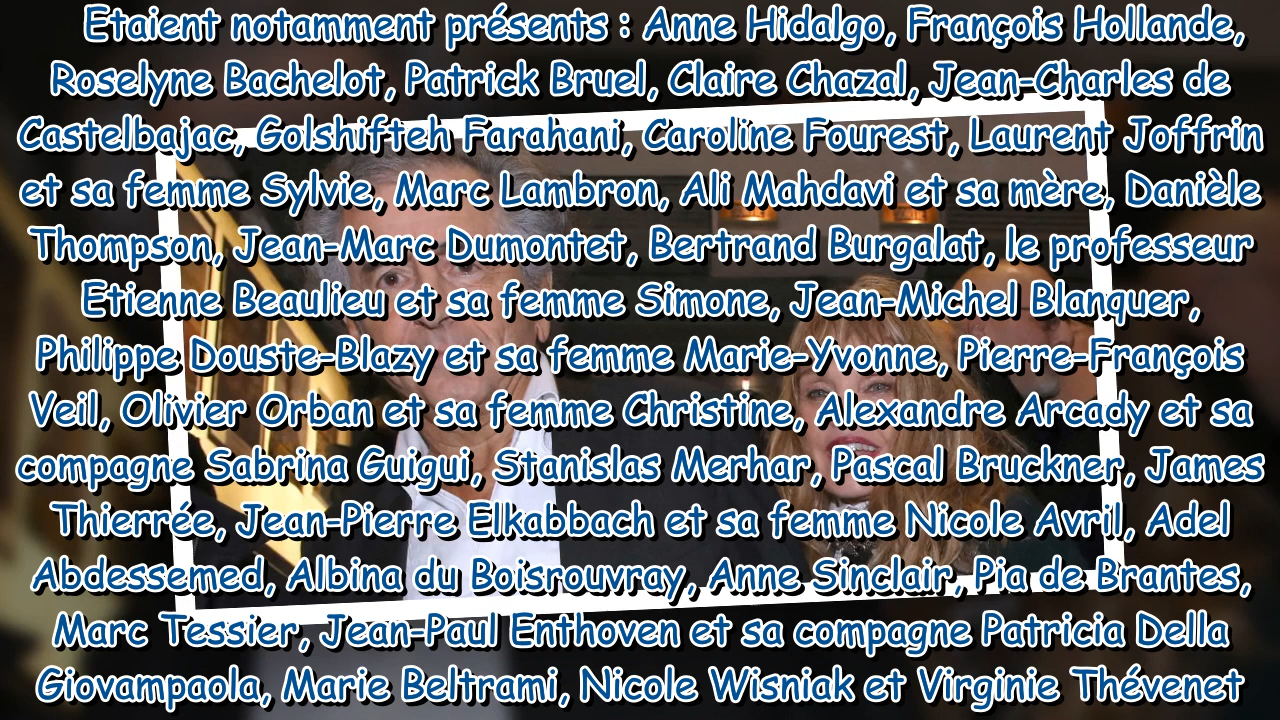 Etaient notamment présents : Anne Hidalgo, François Hollande,
Roselyne Bachelot, Patrick Bruel, Claire Chazal, Jean-Charles de
Castelbajac, Golshifteh Farahani, Caroline Fourest, Laurent Joffrin
et sa femme Sylvie, Marc Lambron, Ali Mahdavi et sa mère, Danièle
Thompson, Jean-Marc Dumontet, Bertrand Burgalat, le professeur
Etienne Beaulieu et sa femme Simone, Jean-Michel Blanquer,
Philippe Douste-Blazy et sa femme Marie-Yvonne, Pierre-François
Veil, Olivier Orban et sa femme Christine, Alexandre Arcady et sa
compagne Sabrina Guigui, Stanislas Merhar, Pascal Bruckner, James
Thierrée, Jean-Pierre Elkabbach et sa femme Nicole Avril, Adel
Abdessemed, Albina du Boisrouvray, Anne Sinclair, Pia de Brantes,
Marc Tessier, Jean-Paul Enthoven et sa compagne Patricia Della
Giovampaola, Marie Beltrami, Nicole Wisniak et Virginie Thévenet